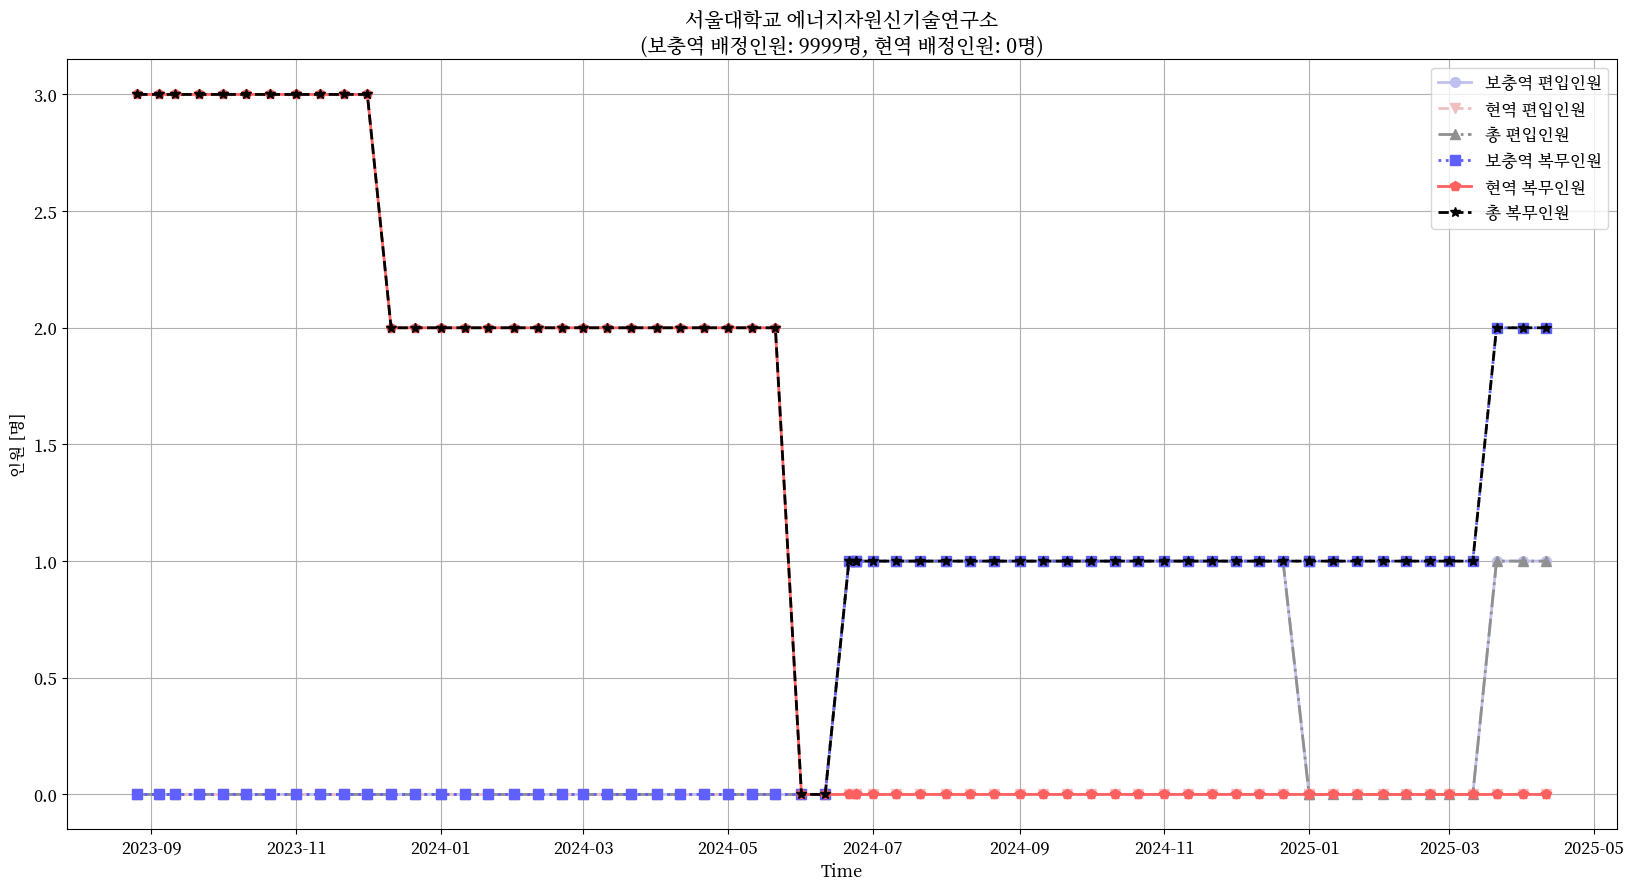 서울대학교 에너지자원신기술연구소
(보충역 배정인원: 9999명, 현역 배정인원: 0명)
보충역 편입인원
현역 편입인원
총 편입인원
보충역 복무인원
현역 복무인원
총 복무인원
인원 [명]
3.0
2.5
2.0
1.5
1.0
0.5
0.0
2023-09
2023-11
2024-01
2024-03
2024-05
2024-07
2024-09
2024-11
2025-01
2025-03
2025-05
Time